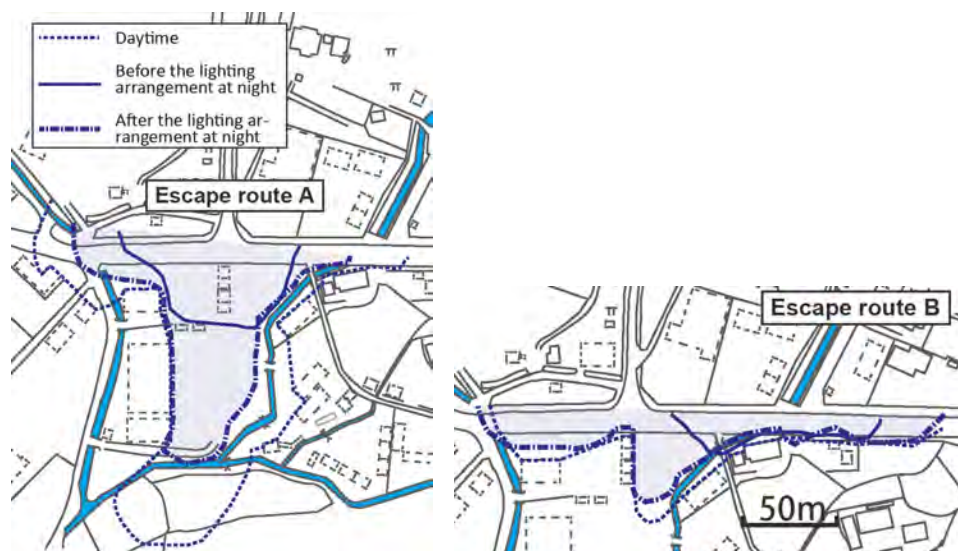 Daytime
Before the lighting
arrangement at night
After the lighting ar-
rangement at night
Escape route A
Escape route B
50m